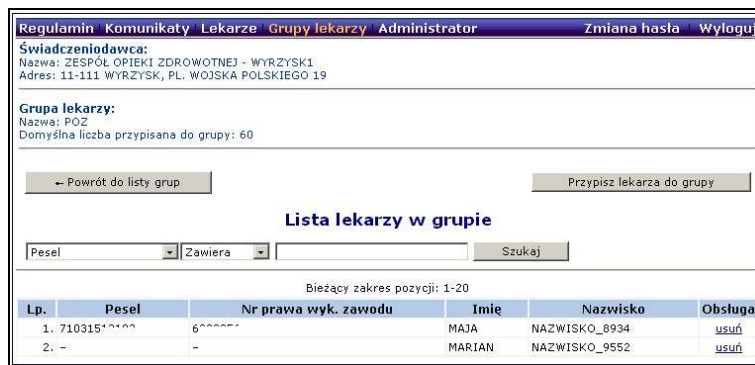 Regulamin Komunikaty Lekarze Grupy lekarzy Administrator Zmiana hasła Wyloguj
Świadczeniodawca:
Nazwa: ZESPÓŁ OPIEKI ZDROWOTNEJ - WYRZYSK1
Adres: 11-111 WYRZYSK, PL. WOJSKA POLSKIEGO 19
Grupa lekarzy:
Nazwa: POZ
Domyślna liczba przypisana do grupy: 60
← Powrót do listy grup Przypisz lekarza do grupy
Lista lekarzy w grupie
Pesel Zawiera Szukaj
Bieżący zakres pozycji: 1-20
Lp. Pesel Nr prawa wyk. zawodu Imię Nazwisko Obsługa
1. MAJA NAZWISKO_8934 usuń
2. - - MARIAN NAZWISKO_9552 usuń